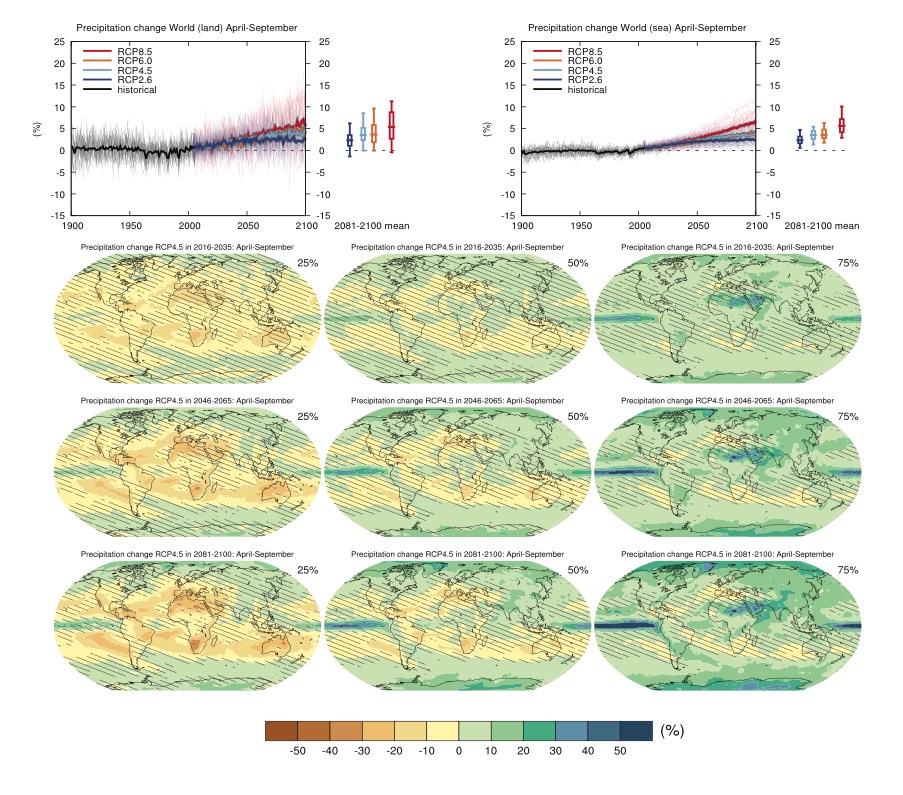 Precipitation change World (land) April-September
25
20
15
10
5
0
-5
-10
-15
(%)
RCP8.5
RCP6.0
RCP4.5
RCP2.6
historical
25
20
15
10
5
0
-5
-10
-15
1900 1950 2000 2050 2100
2081-2100 mean
Precipitation change World (sea) April-September
25
20
15
10
5
0
-5
-10
-15
(%)
RCP8.5
RCP6.0
RCP4.5
RCP2.6
historical
25
20
15
10
5
0
-5
-10
-15
1900 1950 2000 2050 2100
2081-2100 mean
Precipitation change RCP4.5 in 2016-2035: April-September
25%
Precipitation change RCP4.5 in 2016-2035: April-September
50%
Precipitation change RCP4.5 in 2016-2035: April-September
75%
Precipitation change RCP4.5 in 2046-2065: April-September
25%
Precipitation change RCP4.5 in 2046-2065: April-September
50%
Precipitation change RCP4.5 in 2046-2065: April-September
75%
Precipitation change RCP4.5 in 2081-2100: April-September
25%
Precipitation change RCP4.5 in 2081-2100: April-September
50%
Precipitation change RCP4.5 in 2081-2100: April-September
75%
(%)
-50 -40 -30 -20 -10 0 10 20 30 40 50